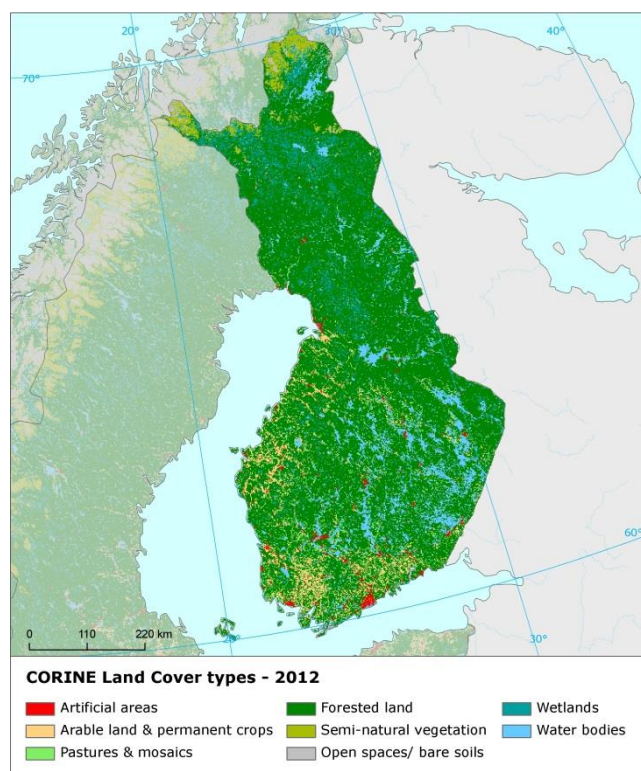 20°
30°
40°
70°
60°
20°
30°
0 110 220 km
CORINE Land Cover types - 2012
Artificial areas
Forested land
Wetlands
Arable land & permanent crops
Semi-natural vegetation
Water bodies
Pastures & mosaics
Open spaces/ bare soils